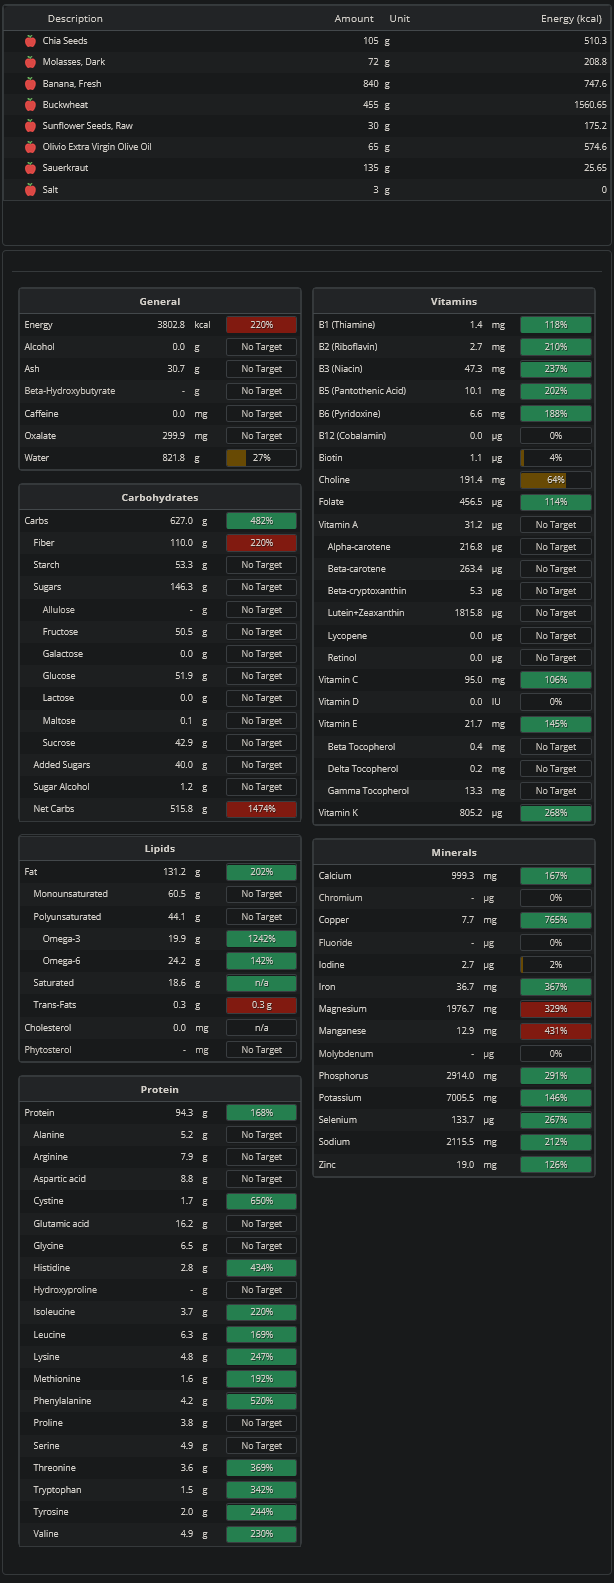 Description Amount Unit Energy (kcal)
Chia Seeds 105 g 510.3
Molasses, Dark 72 g 208.8
Banana, Fresh 840 g 747.6
Buckwheat 455 g 1560.65
Sunflower Seeds, Raw 30 g 175.2
Olivio Extra Virgin Olive Oil 65 g 574.6
Sauerkraut 135 g 25.65
Salt 3 g 0
General
Energy 3802.8 kcal 220%
Alcohol 0.0 g No Target
Ash 30.7 g No Target
Beta-Hydroxybutyrate - g No Target
Caffeine 0.0 mg No Target
Oxalate 299.9 mg No Target
Water 821.8 g 27%
Carbohydrates
Carbs 627.0 g 482%
Fiber 110.0 g 220%
Starch 53.3 g No Target
Sugars 146.3 g No Target
Allulose - g No Target
Fructose 50.5 g No Target
Galactose 0.0 g No Target
Glucose 51.9 g No Target
Lactose 0.0 g No Target
Maltose 0.1 g No Target
Sucrose 42.9 g No Target
Added Sugars 40.0 g No Target
Sugar Alcohol 1.2 g No Target
Net Carbs 515.8 g 1474%
Lipids
Fat 131.2 g 202%
Monounsaturated 60.5 g No Target
Polyunsaturated 44.1 g No Target
Omega-3 19.9 g 1242%
Omega-6 24.2 g 142%
Saturated 18.6 g n/a
Trans-Fats 0.3 g 0.3 g
Cholesterol 0.0 mg n/a
Phytosterol - mg No Target
Protein
Protein 94.3 g 168%
Alanine 5.2 g No Target
Arginine 7.9 g No Target
Aspartic acid 8.8 g No Target
Cystine 1.7 g 650%
Glutamic acid 16.2 g No Target
Glycine 6.5 g No Target
Histidine 2.8 g 434%
Hydroxyproline - g No Target
Isoleucine 3.7 g 220%
Leucine 6.3 g 169%
Lysine 4.8 g 247%
Methionine 1.6 g 192%
Phenylalanine 4.2 g 520%
Proline 3.8 g No Target
Serine 4.9 g No Target
Threonine 3.6 g 369%
Tryptophan 1.5 g 342%
Tyrosine 2.0 g 244%
Valine 4.9 g 230%
Vitamins
B1 (Thiamine) 1.4 mg 118%
B2 (Riboflavin) 2.7 mg 210%
B3 (Niacin) 47.3 mg 237%
B5 (Pantothenic Acid) 10.1 mg 202%
B6 (Pyridoxine) 6.6 mg 188%
B12 (Cobalamin) 0.0 µg 0%
Biotin 1.1 µg 4%
Choline 191.4 mg 64%
Folate 456.5 µg 114%
Vitamin A 31.2 µg No Target
Alpha-carotene 216.8 µg No Target
Beta-carotene 263.4 µg No Target
Beta-cryptoxanthin 5.3 µg No Target
Lutein+Zeaxanthin 1815.8 µg No Target
Lycopene 0.0 µg No Target
Retinol 0.0 µg No Target
Vitamin C 95.0 mg 106%
Vitamin D 0.0 IU 0%
Vitamin E 21.7 mg 145%
Beta Tocopherol 0.4 mg No Target
Delta Tocopherol 0.2 mg No Target
Gamma Tocopherol 13.3 mg No Target
Vitamin K 805.2 µg 268%
Minerals
Calcium 999.3 mg 167%
Chromium - µg 0%
Copper 7.7 mg 765%
Fluoride - µg 0%
Iodine 2.7 µg 2%
Iron 36.7 mg 367%
Magnesium 1976.7 mg 329%
Manganese 12.9 mg 431%
Molybdenum - µg 0%
Phosphorus 2914.0 mg 291%
Potassium 7005.5 mg 146%
Selenium 133.7 µg 267%
Sodium 2115.5 mg 212%
Zinc 19.0 mg 126%